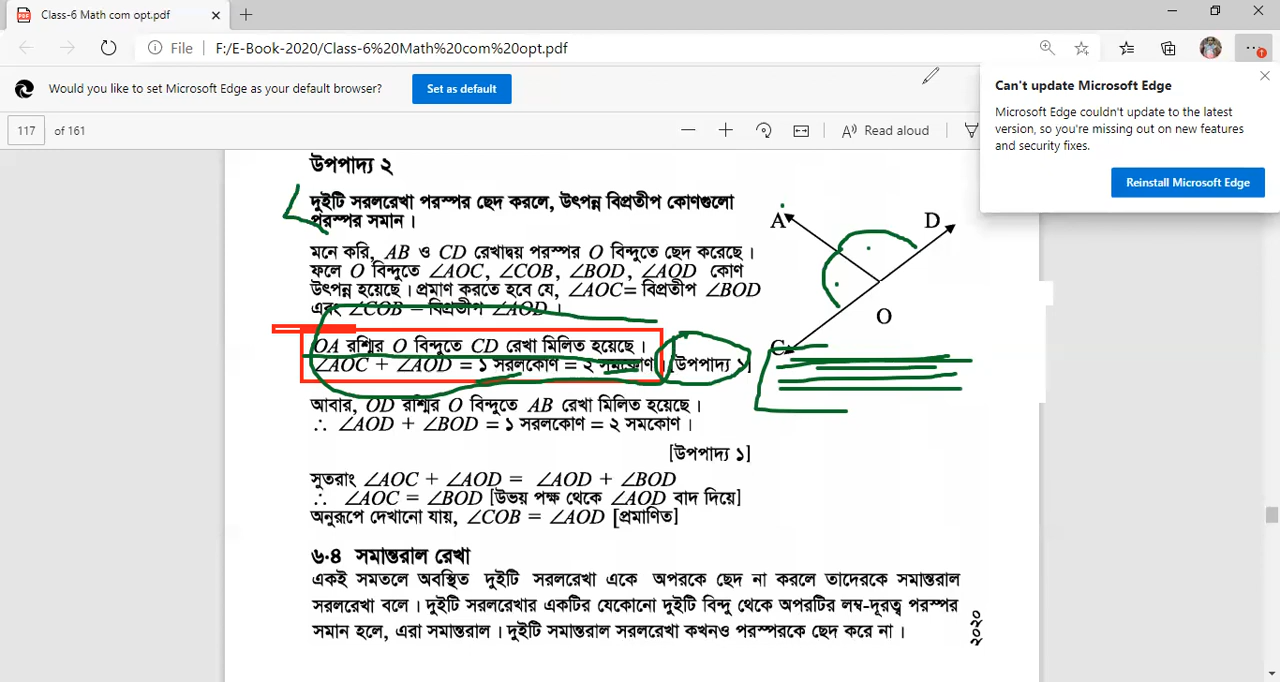 Class-6 Math com opt.pdf
File F:/E-Book-2020/Class-6%20Math%20com%20opt.pdf
Would you like to set Microsoft Edge as your default browser? Set as default
Can't update Microsoft Edge
Microsoft Edge couldn't update to the latest
version, so you're missing out on new features
and security fixes.
Reinstall Microsoft Edge
117 of 161 Read aloud
উপপাদ্য ২
দুইটি সরলরেখা পরস্পর ছেদ করলে, উৎপন্ন বিপ্রতীপ কোণগুলো
পরস্পর সমান।
মনে করি, AB ও CD রেখাদ্বয় পরস্পর O বিন্দুতে ছেদ করেছে।
ফলে O বিন্দুতে ∠AOC, ∠COB, ∠BOD, ∠AOD কোণ
উৎপন্ন হয়েছে। প্রমাণ করতে হবে যে, ∠AOC= বিপ্রতীপ ∠BOD
এবং ∠COB = বিপ্রতীপ ∠AOD।
A D
O
C
OA রশ্মির O বিন্দুতে CD রেখা মিলিত হয়েছে।
∠AOC + ∠AOD = ১ সরলকোণ = ২ সমকোণ। [উপপাদ্য ১]
আবার, OD রশ্মির O বিন্দুতে AB রেখা মিলিত হয়েছে।
∴ ∠AOD + ∠BOD = ১ সরলকোণ = ২ সমকোণ।
[উপপাদ্য ১]
সুতরাং ∠AOC + ∠AOD = ∠AOD + ∠BOD
∴ ∠AOC = ∠BOD [উভয় পক্ষ থেকে ∠AOD বাদ দিয়ে]
অনুরূপে দেখানো যায়, ∠COB = ∠AOD [প্রমাণিত]
৬.৪ সমান্তরাল রেখা
একই সমতলে অবস্থিত দুইটি সরলরেখা একে অপরকে ছেদ না করলে তাদেরকে সমান্তরাল
সরলরেখা বলে। দুইটি সরলরেখার একটির যেকোনো দুইটি বিন্দু থেকে অপরটির লম্ব-দূরত্ব পরস্পর
সমান হলে, এরা সমান্তরাল। দুইটি সমান্তরাল সরলরেখা কখনও পরস্পরকে ছেদ করে না।
২০২০